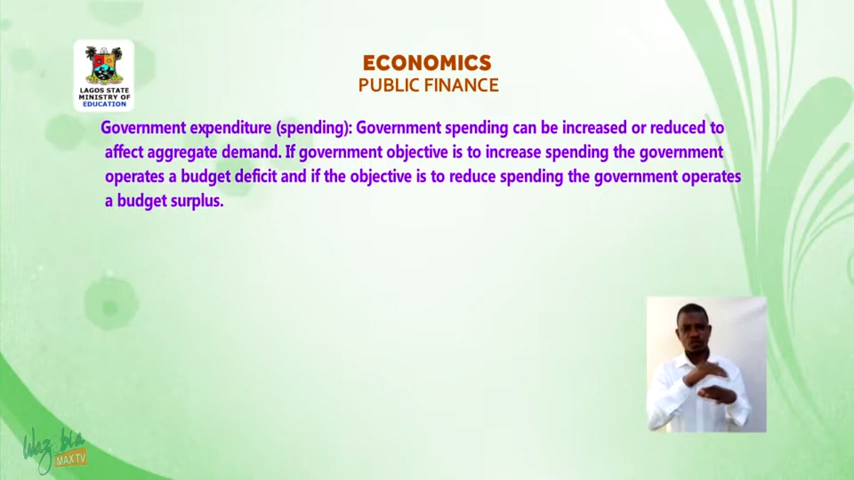 ECONOMICS
PUBLIC FINANCE
LAGOS STATE
MINISTRY OF
EDUCATION
Government expenditure (spending): Government spending can be increased or reduced to
affect aggregate demand. If government objective is to increase spending the government
operates a budget deficit and if the objective is to reduce spending the government operates
a budget surplus.
Waz bia
MAX TV